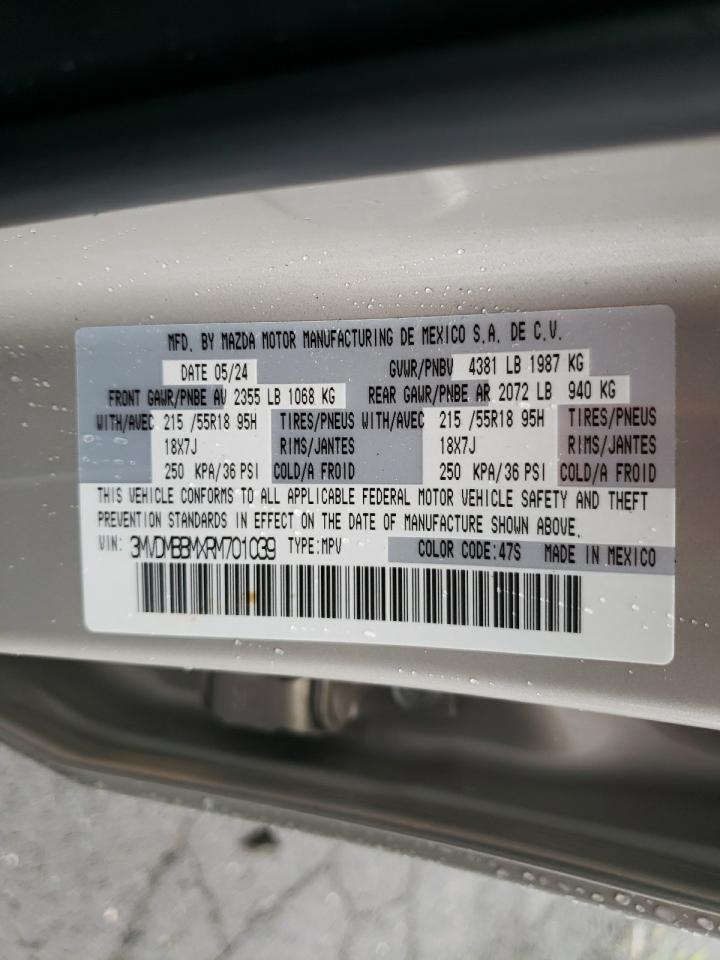 MFD. BY MAZDA MOTOR MANUFACTURING DE MEXICO S.A. DE C.V.
DATE 05/24 GVWR/PNBV 4381 LB 1987 KG
FRONT GAWR/PNBE AV 2355 LB 1068 KG REAR GAWR/PNBE AR 2072 LB 940 KG
WITH/AVEC 215 /55R18 95H TIRES/PNEUS WITH/AVEC 215 /55R18 95H TIRES/PNEUS
18X7J RIMS/JANTES 18X7J RIMS/JANTES
250 KPA/36 PSI COLD/A FROID 250 KPA/36 PSI COLD/A FROID
THIS VEHICLE CONFORMS TO ALL APPLICABLE FEDERAL MOTOR VEHICLE SAFETY AND THEFT
PREVENTION STANDARDS IN EFFECT ON THE DATE OF MANUFACTURE SHOWN ABOVE.
VIN: 3MVDMBBMXRM701039 TYPE:MPV COLOR CODE:47S MADE IN MEXICO